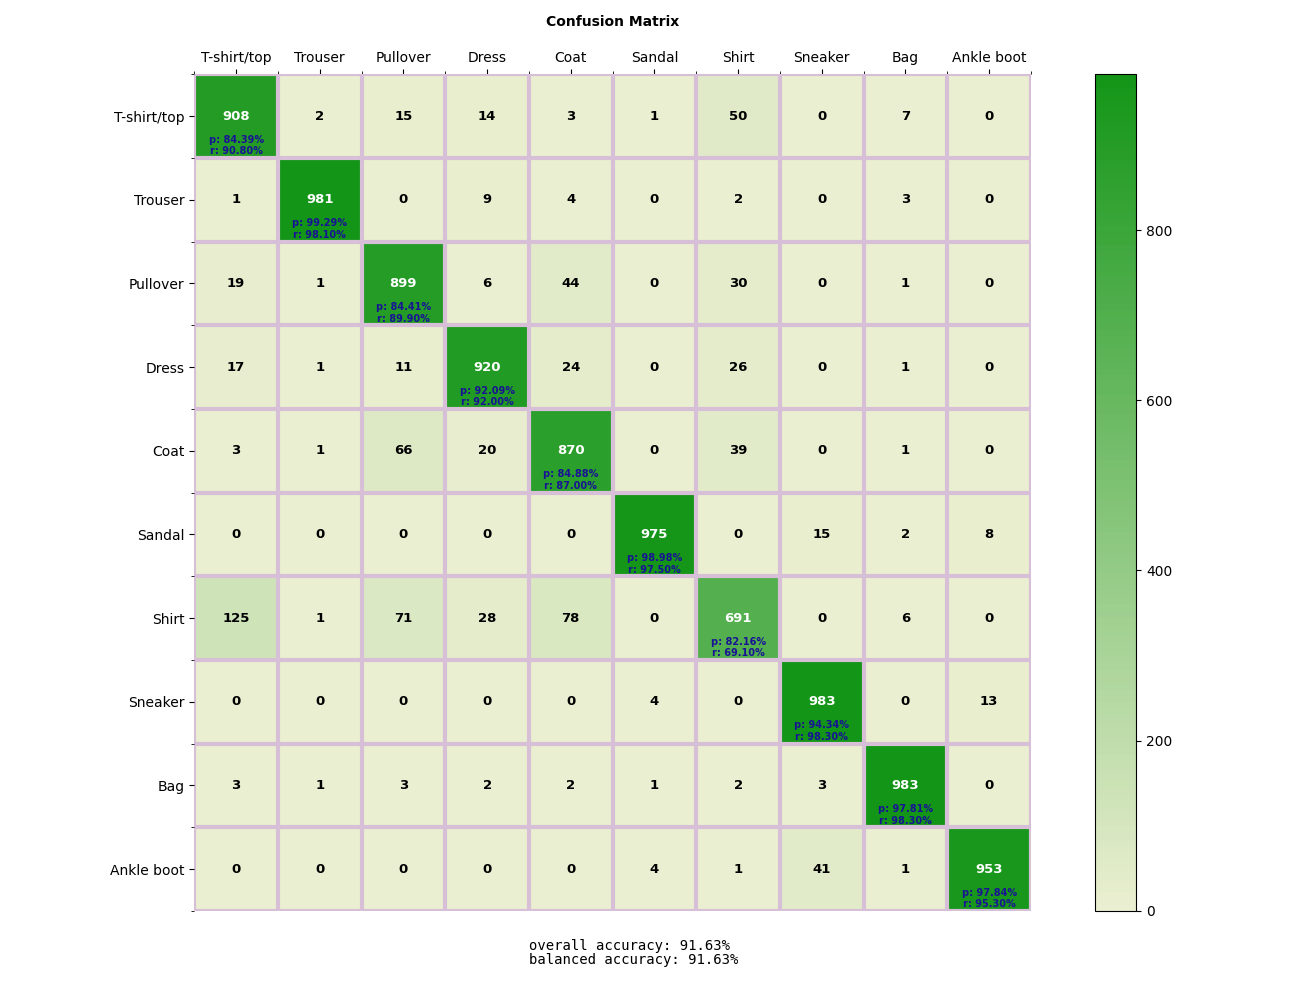 Confusion Matrix
T-shirt/top Trouser Pullover Dress Coat Sandal Shirt Sneaker Bag Ankle boot
T-shirt/top 908 2 15 14 3 1 50 0 7 0
p: 84.39%
r: 90.80%
Trouser 1 981 0 9 4 0 2 0 3 0
p: 99.29%
r: 98.10%
800
Pullover 19 1 899 6 44 0 30 0 1 0
p: 84.41%
r: 89.90%
Dress 17 1 11 920 24 0 26 0 1 0
p: 92.09%
r: 92.00%
600
Coat 3 1 66 20 870 0 39 0 1 0
p: 84.88%
r: 87.00%
Sandal 0 0 0 0 0 975 0 15 2 8
p: 98.98%
r: 97.50%
400
Shirt 125 1 71 28 78 0 691 0 6 0
p: 82.16%
r: 69.10%
Sneaker 0 0 0 0 0 4 0 983 0 13
p: 94.34%
r: 98.30%
200
Bag 3 1 3 2 2 1 2 3 983 0
p: 97.81%
r: 98.30%
Ankle boot 0 0 0 0 0 4 1 41 1 953
p: 97.84%
r: 95.30%
0
overall accuracy: 91.63%
balanced accuracy: 91.63%